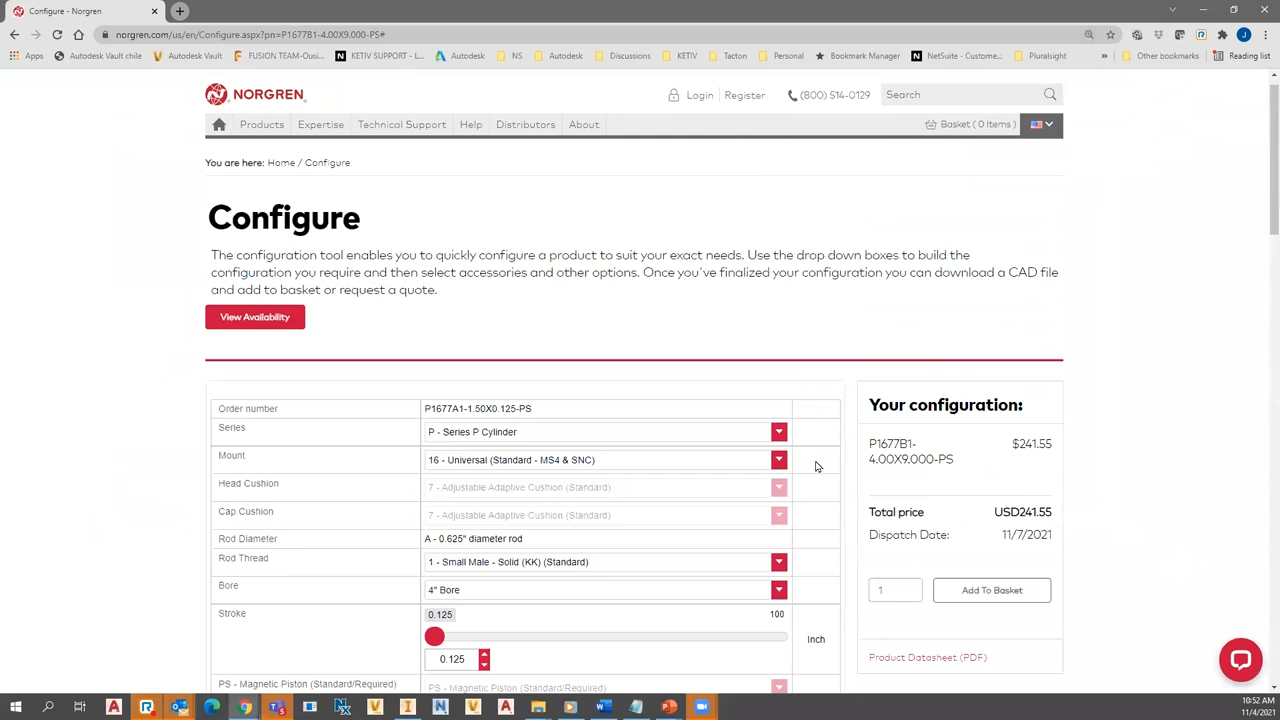 Configure - Norgren
norgren.com/us/en/Configure.aspx?pn=P1677B1-4.00X9.000-PS#
Apps
Autodesk Vault chile
Autodesk Vault
FUSION TEAM-Ousi...
KETIV SUPPORT - L...
Autodesk
NS
Autodesk
Discussions
KETIV
Tacton
Personal
Bookmark Manager
NetSuite - Custome...
Pluralsight
»
Other bookmarks
Reading list
NORGREN
Login
Register
(800) 514-0129
Search
Products
Expertise
Technical Support
Help
Distributors
About
Basket ( 0 Items )
You are here: Home / Configure
Configure
The configuration tool enables you to quickly configure a product to suit your exact needs. Use the drop down boxes to build the
configuration you require and then select accessories and other options. Once you've finalized your configuration you can download a CAD file
and add to basket or request a quote.
View Availability
Order number P1677A1-1.50X0.125-PS
Series P - Series P Cylinder
Mount 16 - Universal (Standard - MS4 & SNC)
Head Cushion 7 - Adjustable Adaptive Cushion (Standard)
Cap Cushion 7 - Adjustable Adaptive Cushion (Standard)
Rod Diameter A - 0.625" diameter rod
Rod Thread 1 - Small Male - Solid (KK) (Standard)
Bore 4" Bore
Stroke 0.125 100
Inch
0.125
PS - Magnetic Piston (Standard/Required) PS - Magnetic Piston (Standard/Required)
Your configuration:
P1677B1- $241.55
4.00X9.000-PS
Total price USD241.55
Dispatch Date: 11/7/2021
1 Add To Basket
Product Datasheet (PDF)
10:52 AM
11/4/2021